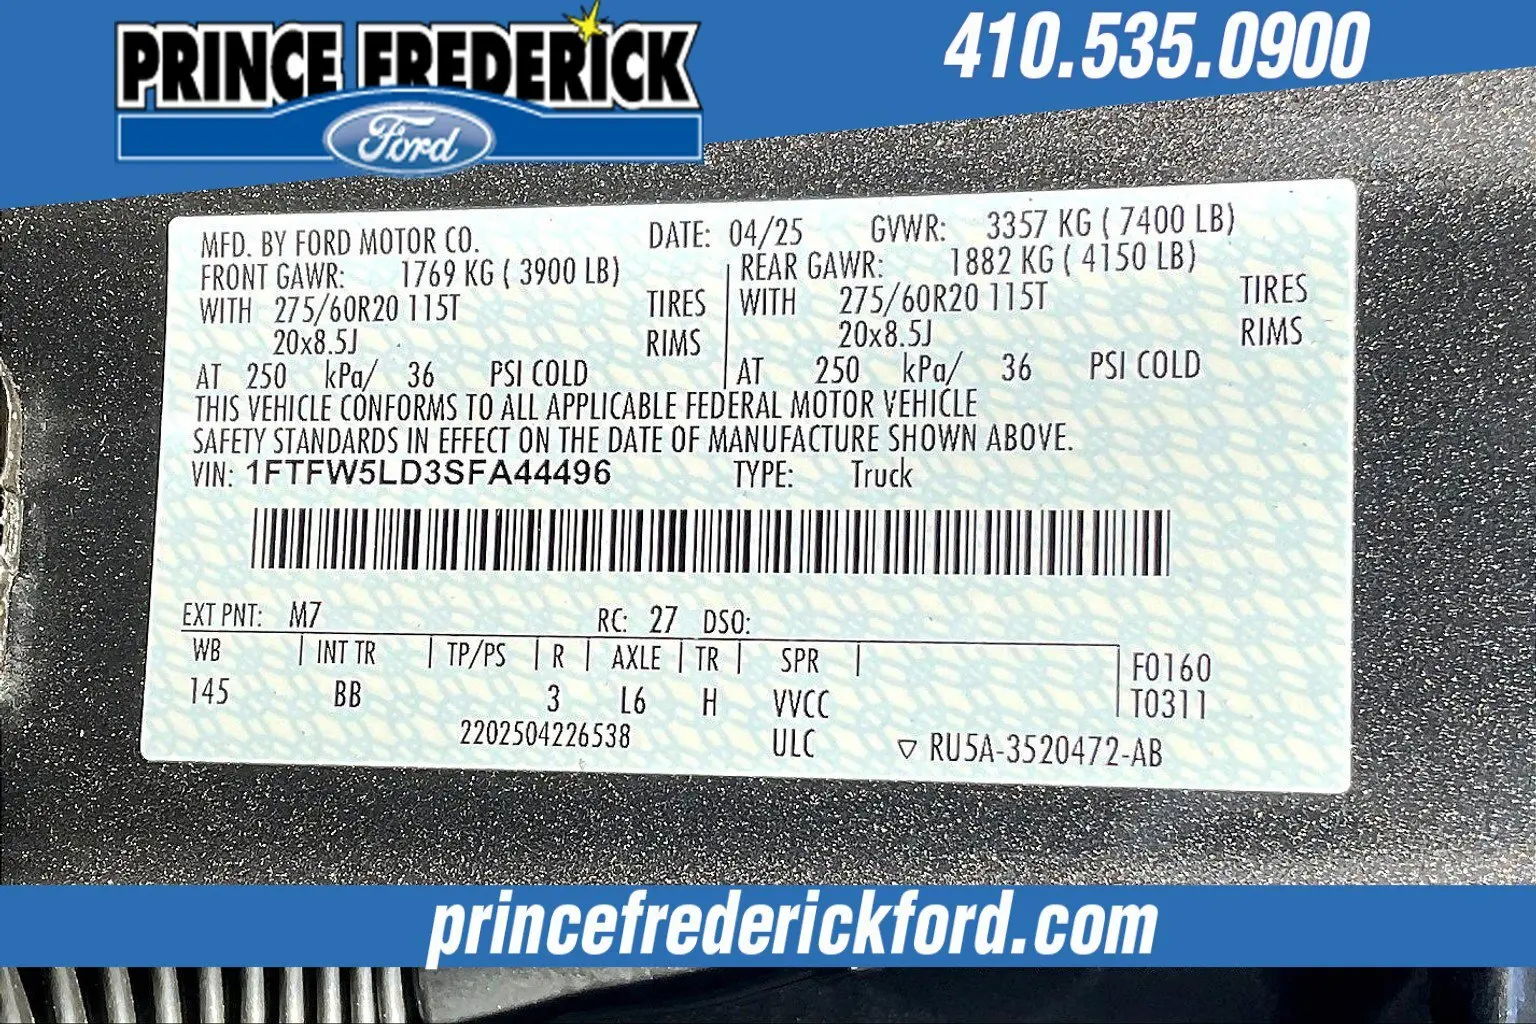 PRINCE FREDERICK
Ford
410.535.0900
MFD. BY FORD MOTOR CO. DATE: 04/25 GVWR: 3357 KG ( 7400 LB)
FRONT GAWR: 1769 KG ( 3900 LB) REAR GAWR: 1882 KG ( 4150 LB)
WITH 275/60R20 115T TIRES WITH 275/60R20 115T TIRES
20x8.5J RIMS 20x8.5J RIMS
AT 250 kPa/ 36 PSI COLD AT 250 kPa/ 36 PSI COLD
THIS VEHICLE CONFORMS TO ALL APPLICABLE FEDERAL MOTOR VEHICLE
SAFETY STANDARDS IN EFFECT ON THE DATE OF MANUFACTURE SHOWN ABOVE.
VIN: 1FTFW5LD3SFA44496 TYPE: Truck
EXT PNT: M7 RC: 27 DSO:
WB INT TR TP/PS R AXLE TR SPR F0160
145 BB 3 L6 H VVCC T0311
2202504226538 ULC ▽ RU5A-3520472-AB
princefrederickford.com